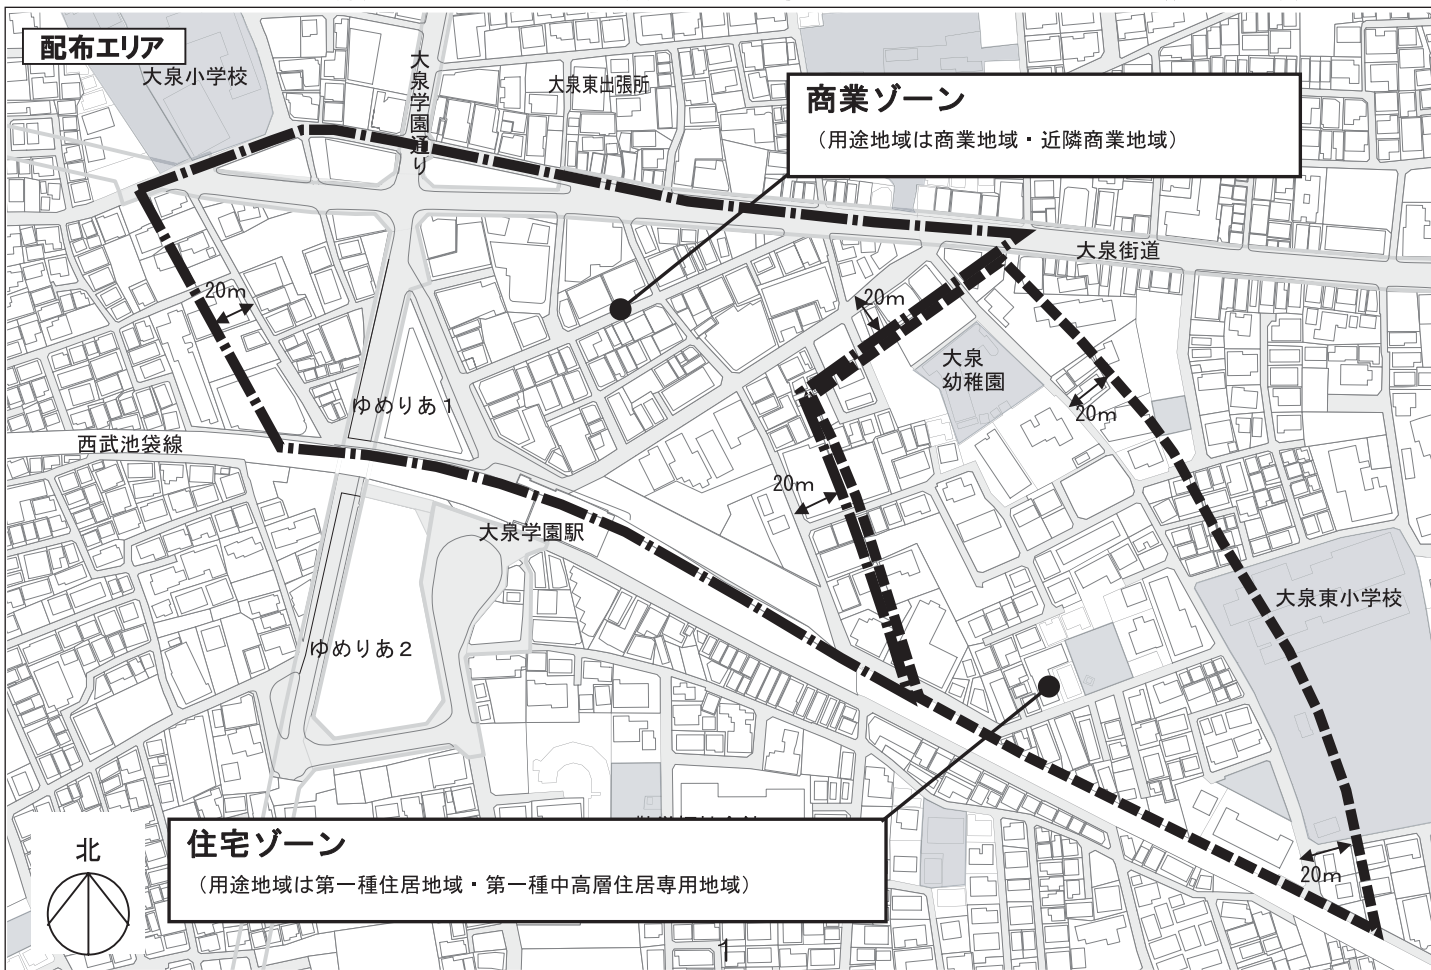 配布エリア
大泉小学校
大泉学園通り
大泉東出張所
商業ゾーン
(用途地域は商業地域・近隣商業地域)
大泉街道
20m
20m
大泉
幼稚園
20m
ゆめりあ1
西武池袋線
20m
大泉学園駅
大泉東小学校
ゆめりあ2
住宅ゾーン
(用途地域は第一種住居地域・第一種中高層住居専用地域)
20m
北
1